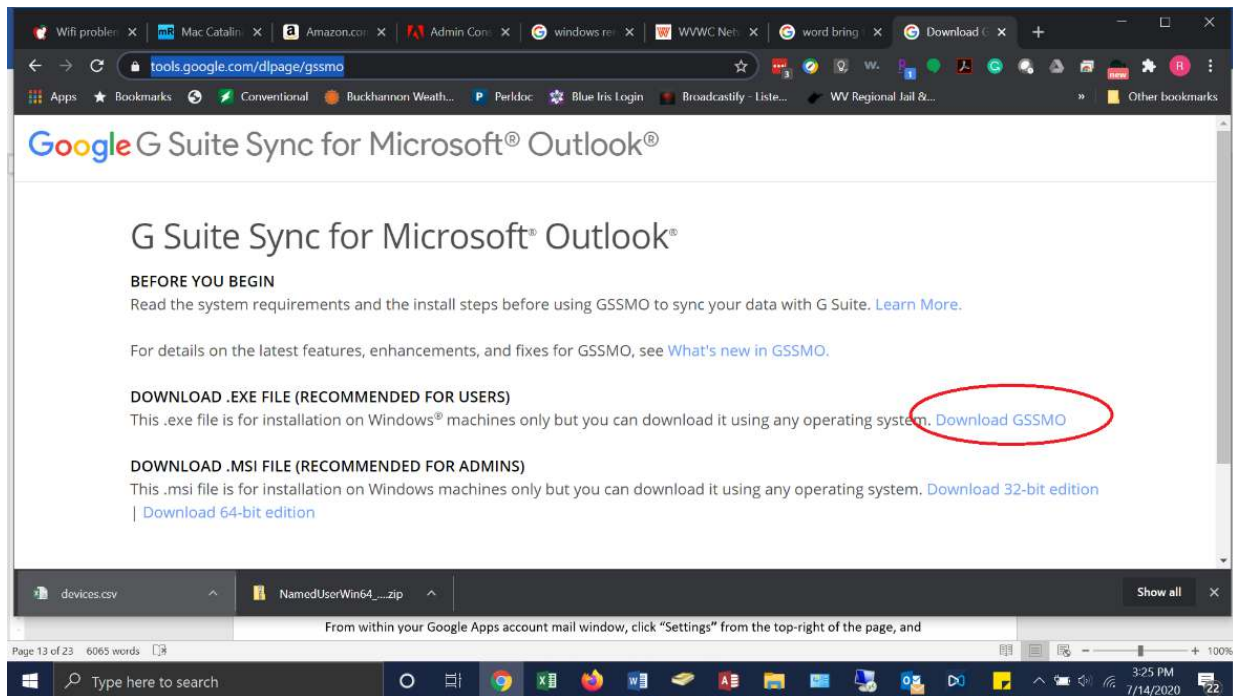 Wifi problem
Mac Catalin
Amazon.con
Admin Cons
windows re
WVWC Net
word bring
Download G
tools.google.com/dlpage/gssmo
Apps
Bookmarks
Conventional
Buckhannon Weath...
Perldoc
Blue Iris Login
Broadcastify - Liste...
WV Regional Jail &...
»
Other bookmarks
Google G Suite Sync for Microsoft® Outlook®
G Suite Sync for Microsoft® Outlook®
BEFORE YOU BEGIN
Read the system requirements and the install steps before using GSSMO to sync your data with G Suite. Learn More.
For details on the latest features, enhancements, and fixes for GSSMO, see What's new in GSSMO.
DOWNLOAD .EXE FILE (RECOMMENDED FOR USERS)
This .exe file is for installation on Windows® machines only but you can download it using any operating system. Download GSSMO
DOWNLOAD .MSI FILE (RECOMMENDED FOR ADMINS)
This .msi file is for installation on Windows machines only but you can download it using any operating system. Download 32-bit edition
| Download 64-bit edition
devices.csv
NamedUserWin64_....zip
Show all
From within your Google Apps account mail window, click “Settings” from the top-right of the page, and
Page 13 of 23 6065 words
100%
Type here to search
3:25 PM
7/14/2020
22